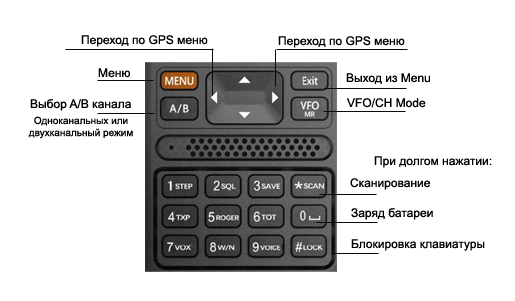 Переход по GPS меню
Переход по GPS меню
Меню
MENU
Exit
Выход из Menu
Выбор A/B канала
A/B
VFO
MR
VFO/CH Mode
Одноканальных или
двухканальный режим
При долгом нажатии:
1 STEP
2 SQL
3 SAVE
* SCAN
Сканирование
4 TXP
5 ROGER
6 TOT
0
Заряд батареи
7 VOX
8 W/N
9 VOICE
# LOCK
Блокировка клавиатуры